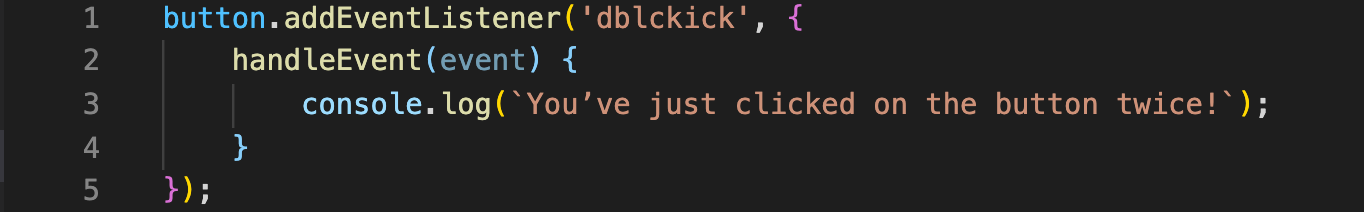 1 button.addEventListener('dblckick', {
2 handleEvent(event) {
3 console.log(`You’ve just clicked on the button twice!`);
4 }
5 });